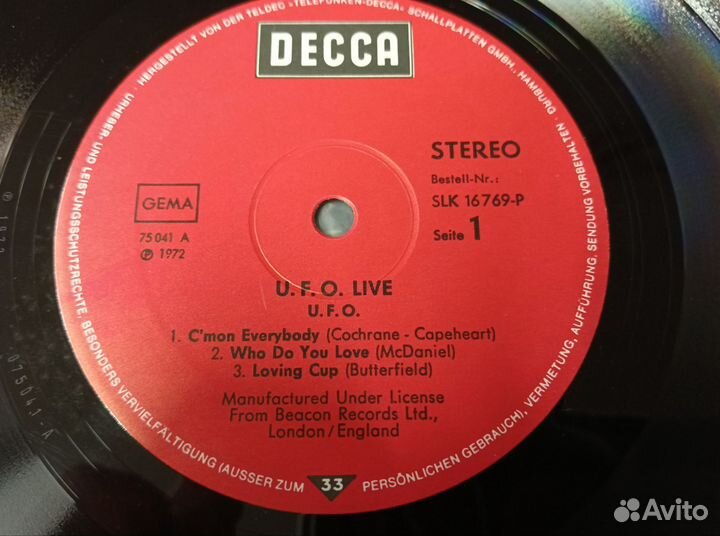 HERGESTELLT VON DER TELDEC »TELEFUNKEN-DECCA« SCHALLPLATTEN GMBH., HAMBURG
URHEBER- UND LEISTUNGSSCHUTZRECHTE, BESONDERS VERVIELFÄLTIGUNG (AUSSER ZUM PERSÖNLICHEN GEBRAUCH), VERMIETUNG, AUFFÜHRUNG, SENDUNG VORBEHALTEN ·
DECCA
STEREO
Bestell-Nr.:
GEMA
SLK 16769-P
75 041 A
Seite 1
℗ 1972
U. F. O. LIVE
U. F. O.
1. C'mon Everybody (Cochrane - Capeheart)
2. Who Do You Love (McDaniel)
3. Loving Cup (Butterfield)
Manufactured Under License
From Beacon Records Ltd.,
London/England
33
075041-A
Avito